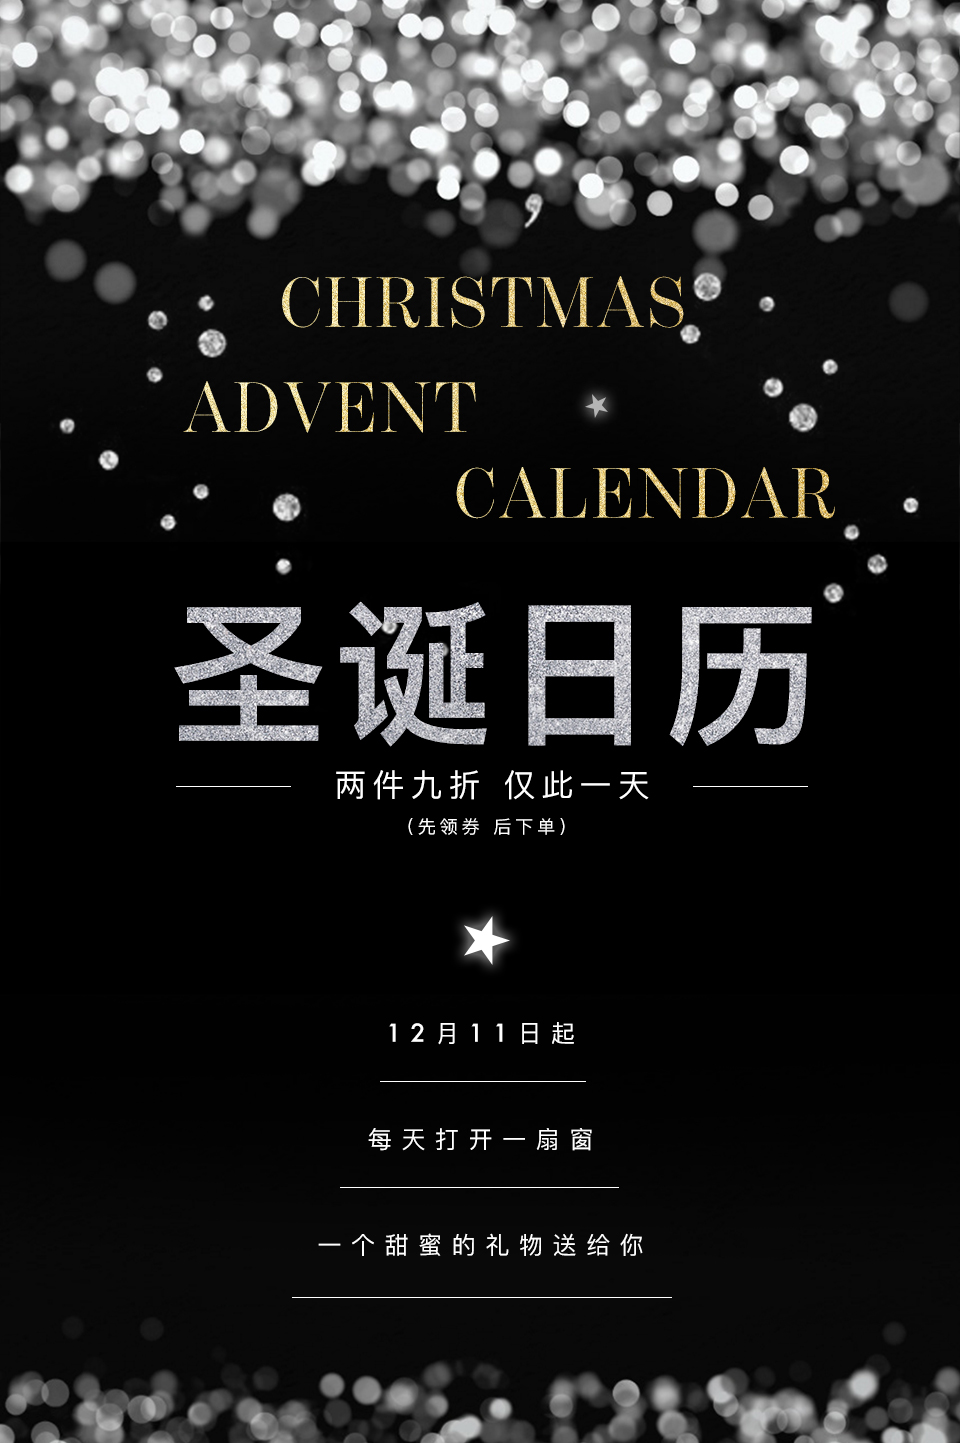 CHRISTMAS
ADVENT
CALENDAR
圣诞日历
两件九折 仅此一天
(先领券 后下单)
12月11日起
每天打开一扇窗
一个甜蜜的礼物送给你